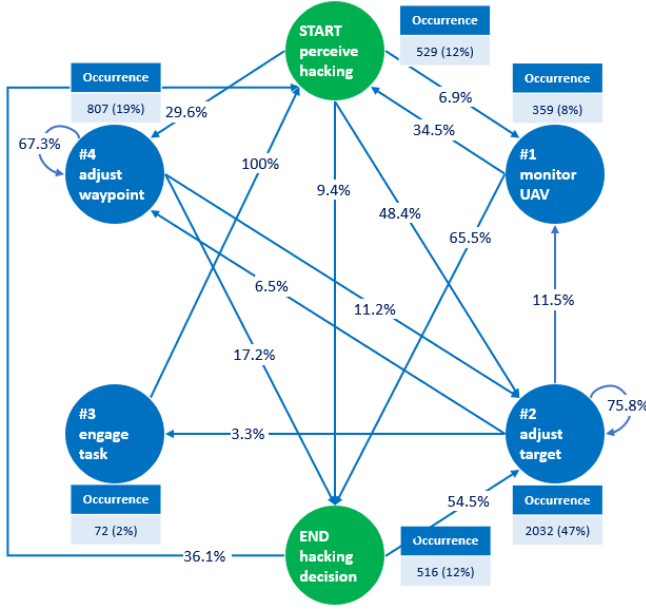 START
perceive
hacking
Occurrence
529 (12%)
Occurrence
807 (19%)
Occurrence
359 (8%)
29.6%
6.9%
34.5%
67.3%
#4
adjust
waypoint
#1
monitor
UAV
100%
9.4%
48.4%
65.5%
6.5%
11.2%
11.5%
17.2%
#3
engage
task
3.3%
#2
adjust
target
75.8%
Occurrence
72 (2%)
54.5%
Occurrence
2032 (47%)
END
hacking
decision
36.1%
Occurrence
516 (12%)